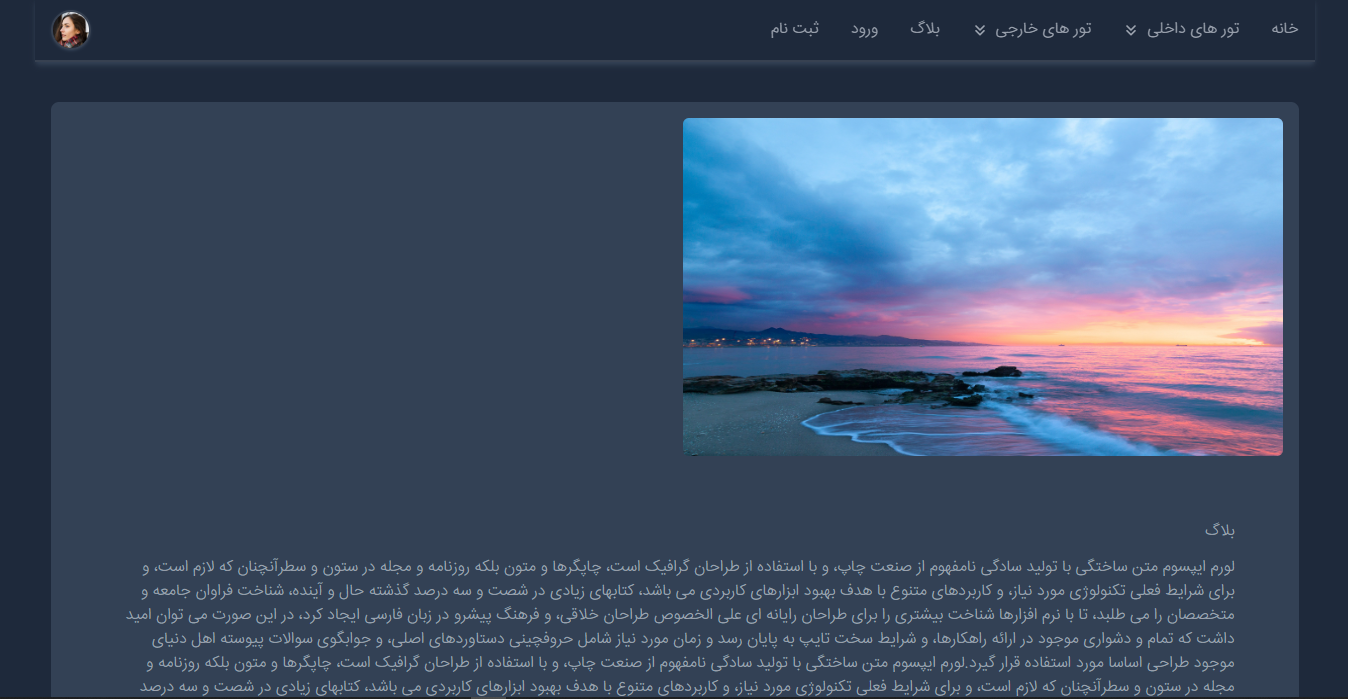 خانه
تور های داخلی
تور های خارجی
بلاگ
ورود
ثبت نام
بلاگ
لورم ایپسوم متن ساختگی با تولید سادگی نامفهوم از صنعت چاپ، و با استفاده از طراحان گرافیک است، چاپگرها و متون بلکه روزنامه و مجله در ستون و سطرآنچنان که لازم است، و
برای شرایط فعلی تکنولوژی مورد نیاز، و کاربردهای متنوع با هدف بهبود ابزارهای کاربردی می باشد، کتابهای زیادی در شصت و سه درصد گذشته حال و آینده، شناخت فراوان جامعه و
متخصصان را می طلبد، تا با نرم افزارها شناخت بیشتری را برای طراحان رایانه ای علی الخصوص طراحان خلاقی، و فرهنگ پیشرو در زبان فارسی ایجاد کرد، در این صورت می توان امید
داشت که تمام و دشواری موجود در ارائه راهکارها، و شرایط سخت تایپ به پایان رسد و زمان مورد نیاز شامل حروفچینی دستاوردهای اصلی، و جوابگوی سوالات پیوسته اهل دنیای
موجود طراحی اساسا مورد استفاده قرار گیرد.لورم ایپسوم متن ساختگی با تولید سادگی نامفهوم از صنعت چاپ، و با استفاده از طراحان گرافیک است، چاپگرها و متون بلکه روزنامه و
مجله در ستون و سطرآنچنان که لازم است، و برای شرایط فعلی تکنولوژی مورد نیاز، و کاربردهای متنوع با هدف بهبود ابزارهای کاربردی می باشد، کتابهای زیادی در شصت و سه درصد